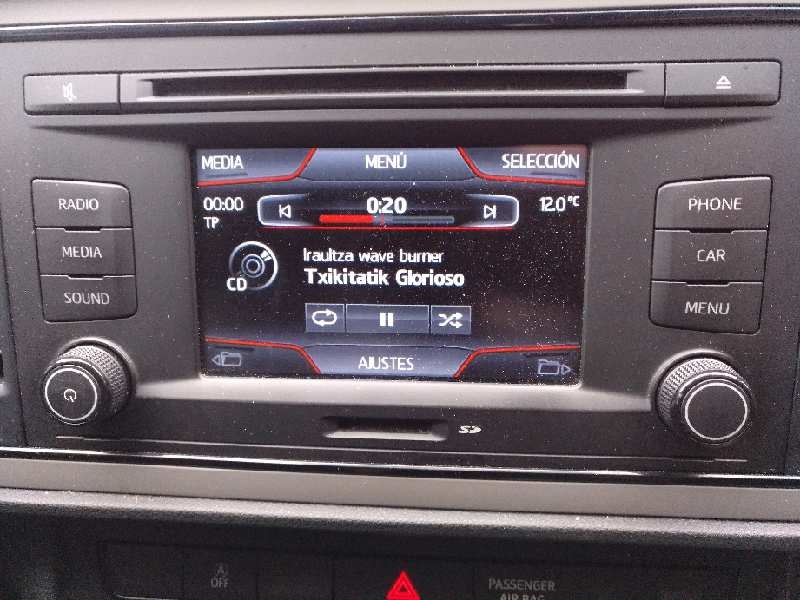 MEDIA MENÚ SELECCIÓN
00:00 0:20 12.0 °C
TP
Iraultza wave burner
Txikitatik Glorioso
CD
AJUSTES
RADIO
MEDIA
SOUND
PHONE
CAR
MENU
SD
A OFF
PASSENGER
AIR BAG